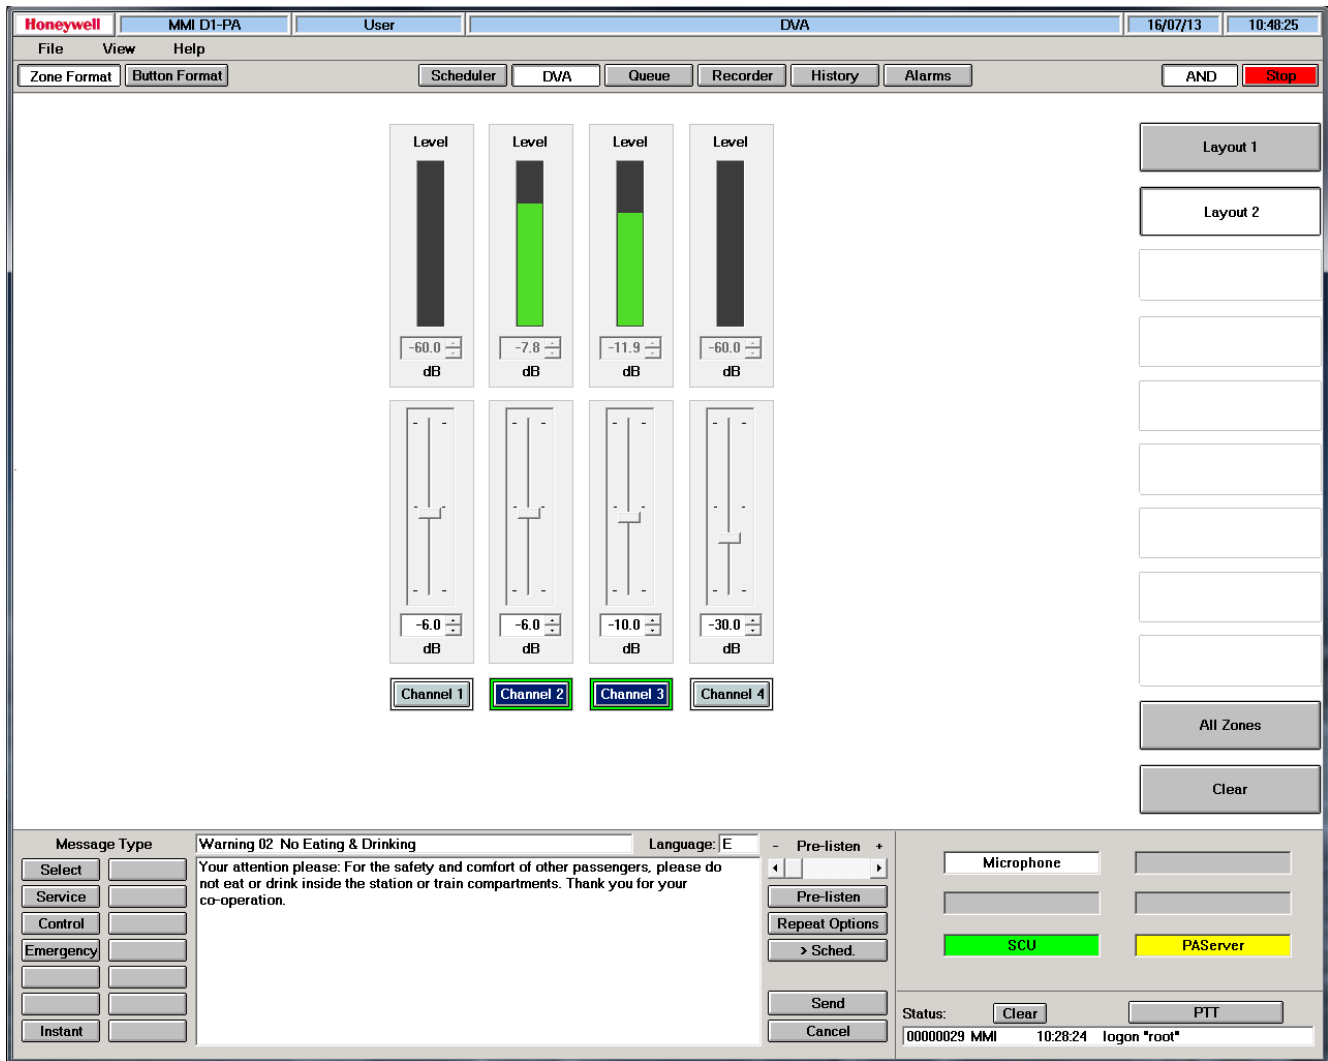 Honeywell MMI D1-PA User DVA 16/07/13 10:48:25
File View Help
Zone Format Button Format Scheduler DVA Queue Recorder History Alarms AND Stop
Level Level Level Level
-60.0 -7.8 -11.9 -60.0
dB dB dB dB
-6.0 -6.0 -10.0 -30.0
dB dB dB dB
Channel 1 Channel 2 Channel 3 Channel 4
Layout 1
Layout 2
All Zones
Clear
Message Type
Select
Service
Control
Emergency
Instant
Warning 02 No Eating & Drinking Language: E
Your attention please: For the safety and comfort of other passengers, please do
not eat or drink inside the station or train compartments. Thank you for your
co-operation.
- Pre-listen +
Pre-listen
Repeat Options
> Sched.
Send
Cancel
Microphone
SCU PAServer
Status: Clear PTT
00000029 MMI 10:28:24 logon "root"